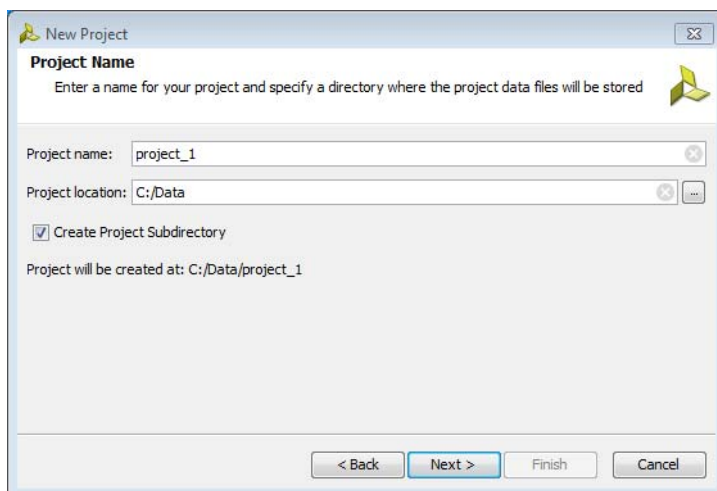 New Project
Project Name
Enter a name for your project and specify a directory where the project data files will be stored
Project name: project_1
Project location: C:/Data ...
Create Project Subdirectory
Project will be created at: C:/Data/project_1
< Back Next > Finish Cancel